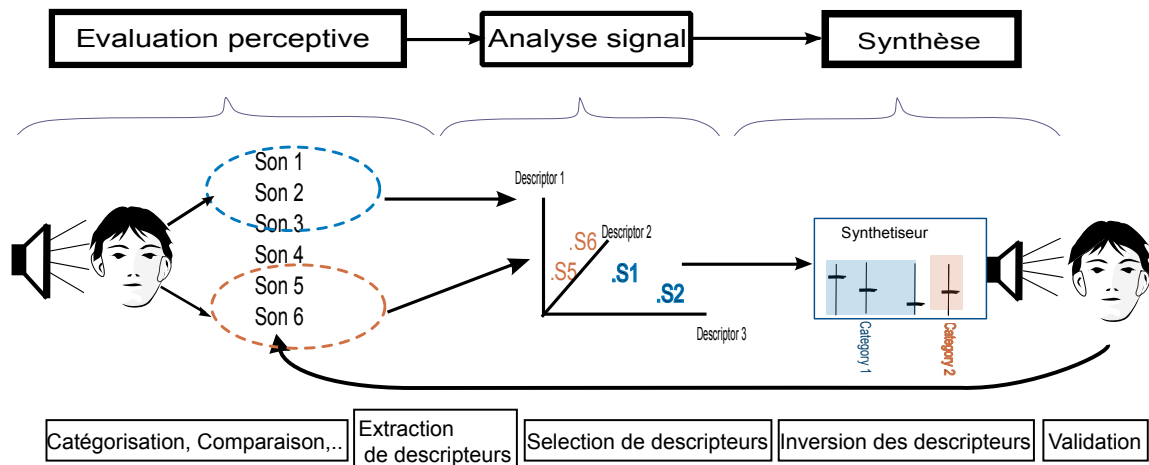 Evaluation perceptive
Analyse signal
Synthèse
Son 1
Son 2
Son 3
Son 4
Son 5
Son 6
Descriptor 1
Descriptor 2
.S6
.S5
.S1
.S2
Descriptor 3
Synthetiseur
Category 1
Category 2
Catégorisation, Comparaison,..
Extraction
de descripteurs
Selection de descripteurs
Inversion des descripteurs
Validation